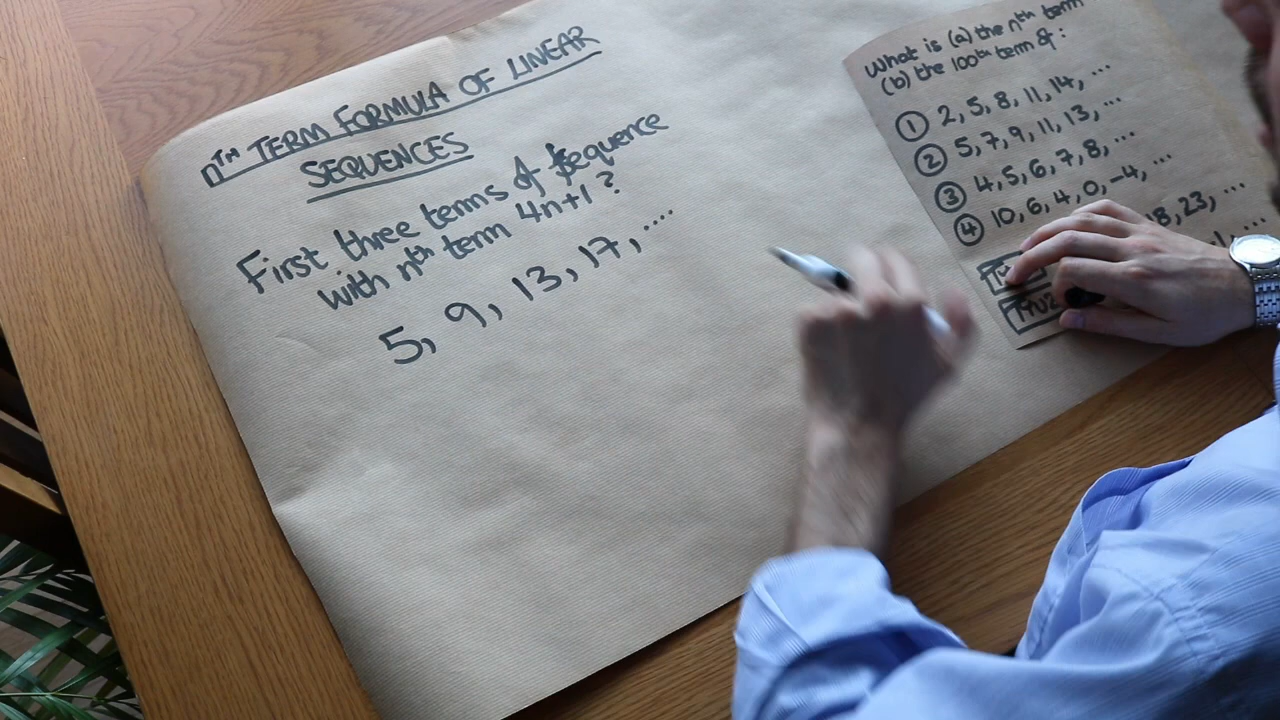 nTH TERM FORMULA OF LINEAR
SEQUENCES
First three terms of sequence
with nth term 4n+1?
5, 9, 13, 17, ....
What is (a) the nth term
(b) the 100th term of:
① 2, 5, 8, 11, 14, ...
② 5, 7, 9, 11, 13, ...
③ 4, 5, 6, 7, 8, ...
④ 10, 6, 4, 0, -4, ...
18, 23, ...